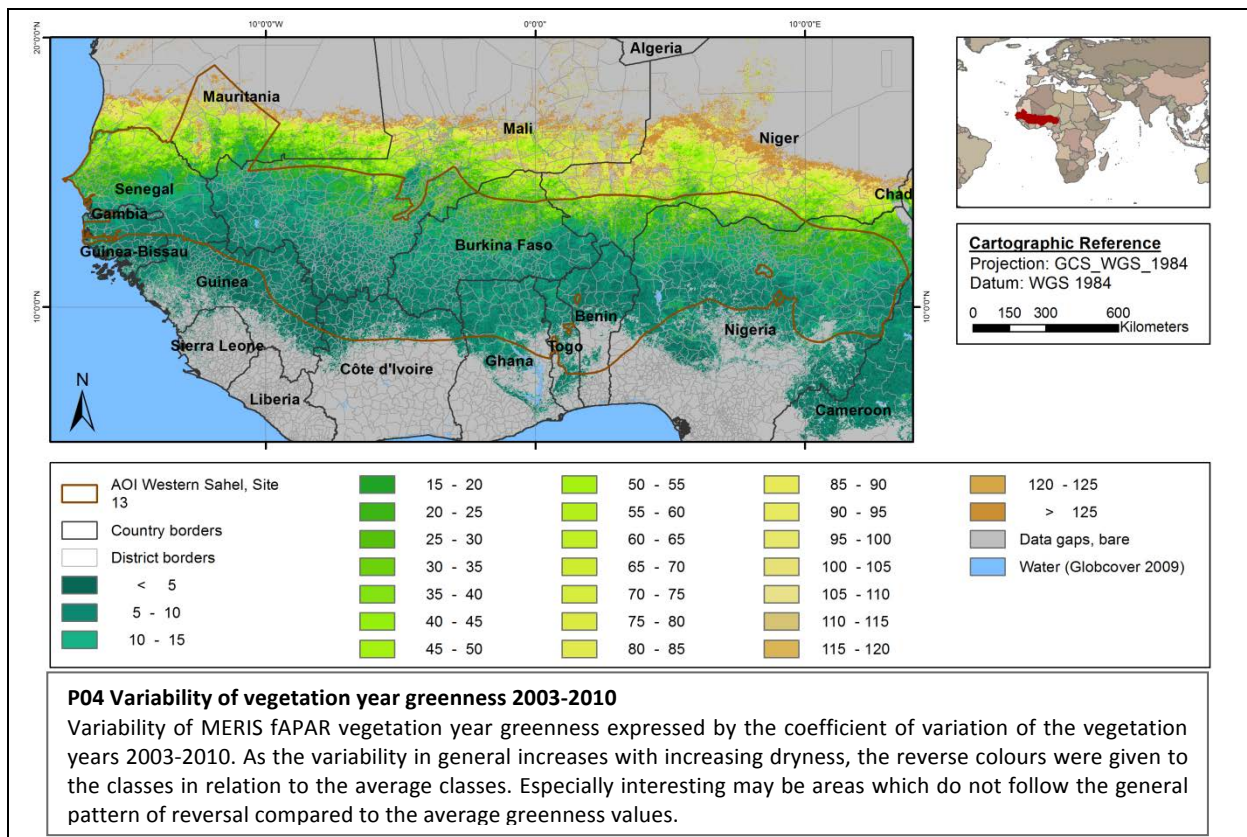 10°0'0"W
0°0'0"
10°0'0"E
20°0'0"N
Algeria
Mauritania
Mali
Niger
Chad
Senegal
Gambia
Burkina Faso
Guinea-Bissau
Guinea
10°0'0"N
10°0'0"N
Benin
Nigeria
Togo
Sierra Leone
Ghana
Côte d'Ivoire
Liberia
Cameroon
N
Cartographic Reference
Projection: GCS_WGS_1984
Datum: WGS 1984
0 150 300 600
Kilometers
AOI Western Sahel, Site
13
Country borders
District borders
< 5
5 - 10
10 - 15
15 - 20
20 - 25
25 - 30
30 - 35
35 - 40
40 - 45
45 - 50
50 - 55
55 - 60
60 - 65
65 - 70
70 - 75
75 - 80
80 - 85
85 - 90
90 - 95
95 - 100
100 - 105
105 - 110
110 - 115
115 - 120
120 - 125
> 125
Data gaps, bare
Water (Globcover 2009)
P04 Variability of vegetation year greenness 2003-2010
Variability of MERIS fAPAR vegetation year greenness expressed by the coefficient of variation of the vegetation
years 2003-2010. As the variability in general increases with increasing dryness, the reverse colours were given to
the classes in relation to the average classes. Especially interesting may be areas which do not follow the general
pattern of reversal compared to the average greenness values.